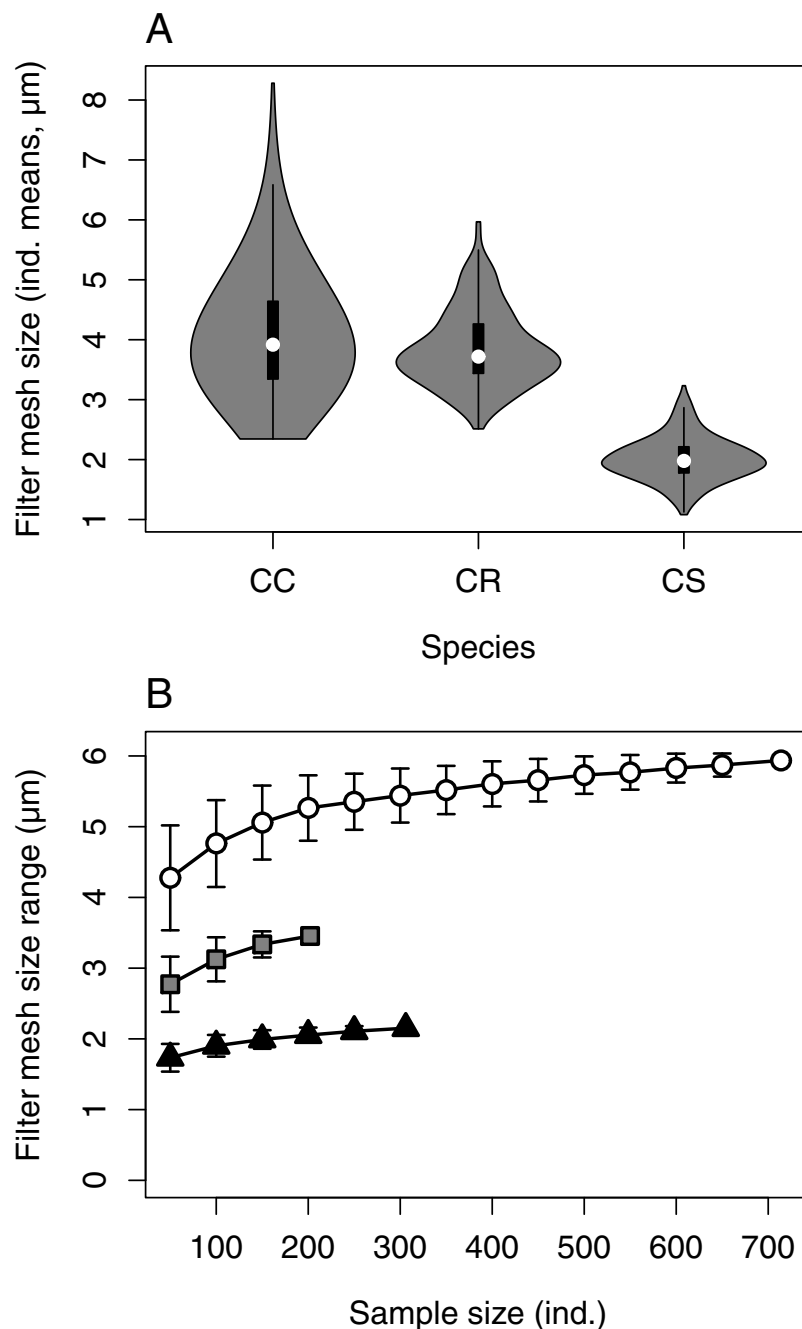 A
Filter mesh size (ind. means, µm)
8
7
6
5
4
3
2
1
CC CR CS
Species
B
Filter mesh size range (µm)
6
5
4
3
2
1
0
100 200 300 400 500 600 700
Sample size (ind.)